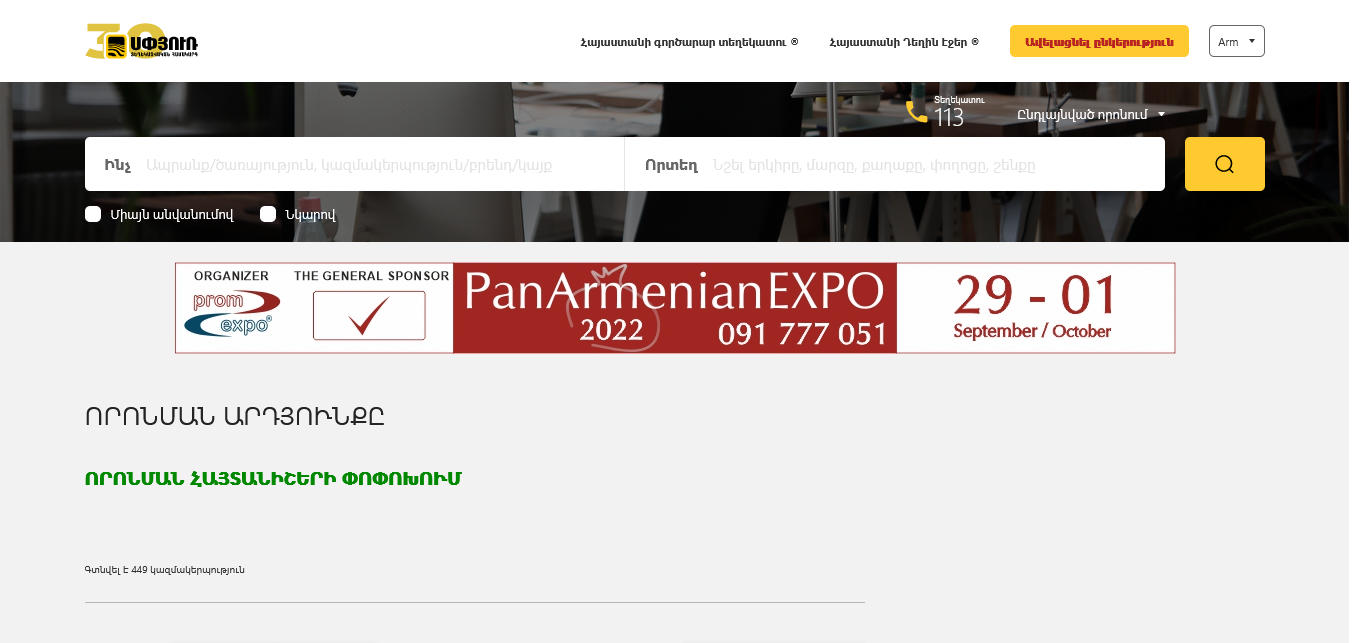 30 ՍՓՅՈՒՌ
ՏԵՂԵԿԱՏՎԱԿԱՆ ՀԱՄԱԿԱՐԳ
Հայաստանի գործարար տեղեկատու ®
Հայաստանի Դեղին էջեր ®
Ավելացնել ընկերություն
Arm
Տեղեկատու
113
Ընդլայնված որոնում
Ինչ
Ապրանք/ծառայություն, կազմակերպություն/բրենդ/կայք
Որտեղ
Նշել երկիրը, մարզը, քաղաքը, փողոցը, շենքը
Միայն անվանումով
Նկարով
ORGANIZER
THE GENERAL SPONSOR
prom
expo®
PanArmenianEXPO
2022
091 777 051
29 - 01
September / October
ՈՐՈՆՄԱՆ ԱՐԴՅՈՒՆՔԸ
ՈՐՈՆՄԱՆ ՀԱՅՏԱՆԻՇԵՐԻ ՓՈՓՈԽՈՒՄ
Գտնվել է 449 կազմակերպություն